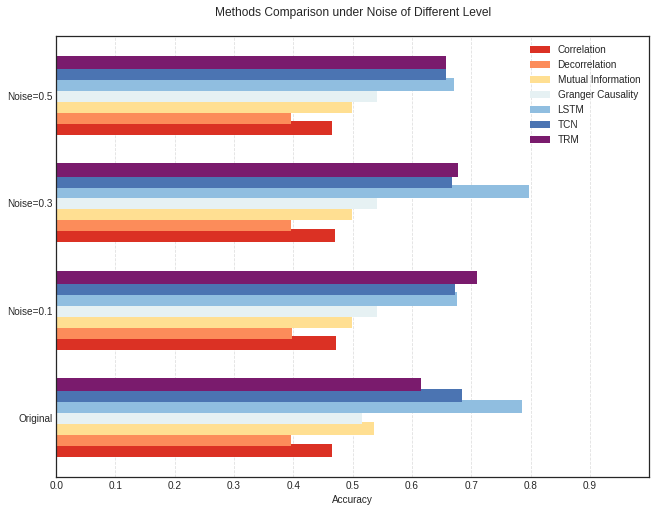 Methods Comparison under Noise of Different Level
Correlation
Decorrelation
Mutual Information
Granger Causality
LSTM
TCN
TRM
Noise=0.5
Noise=0.3
Noise=0.1
Original
0.0 0.1 0.2 0.3 0.4 0.5 0.6 0.7 0.8 0.9
Accuracy